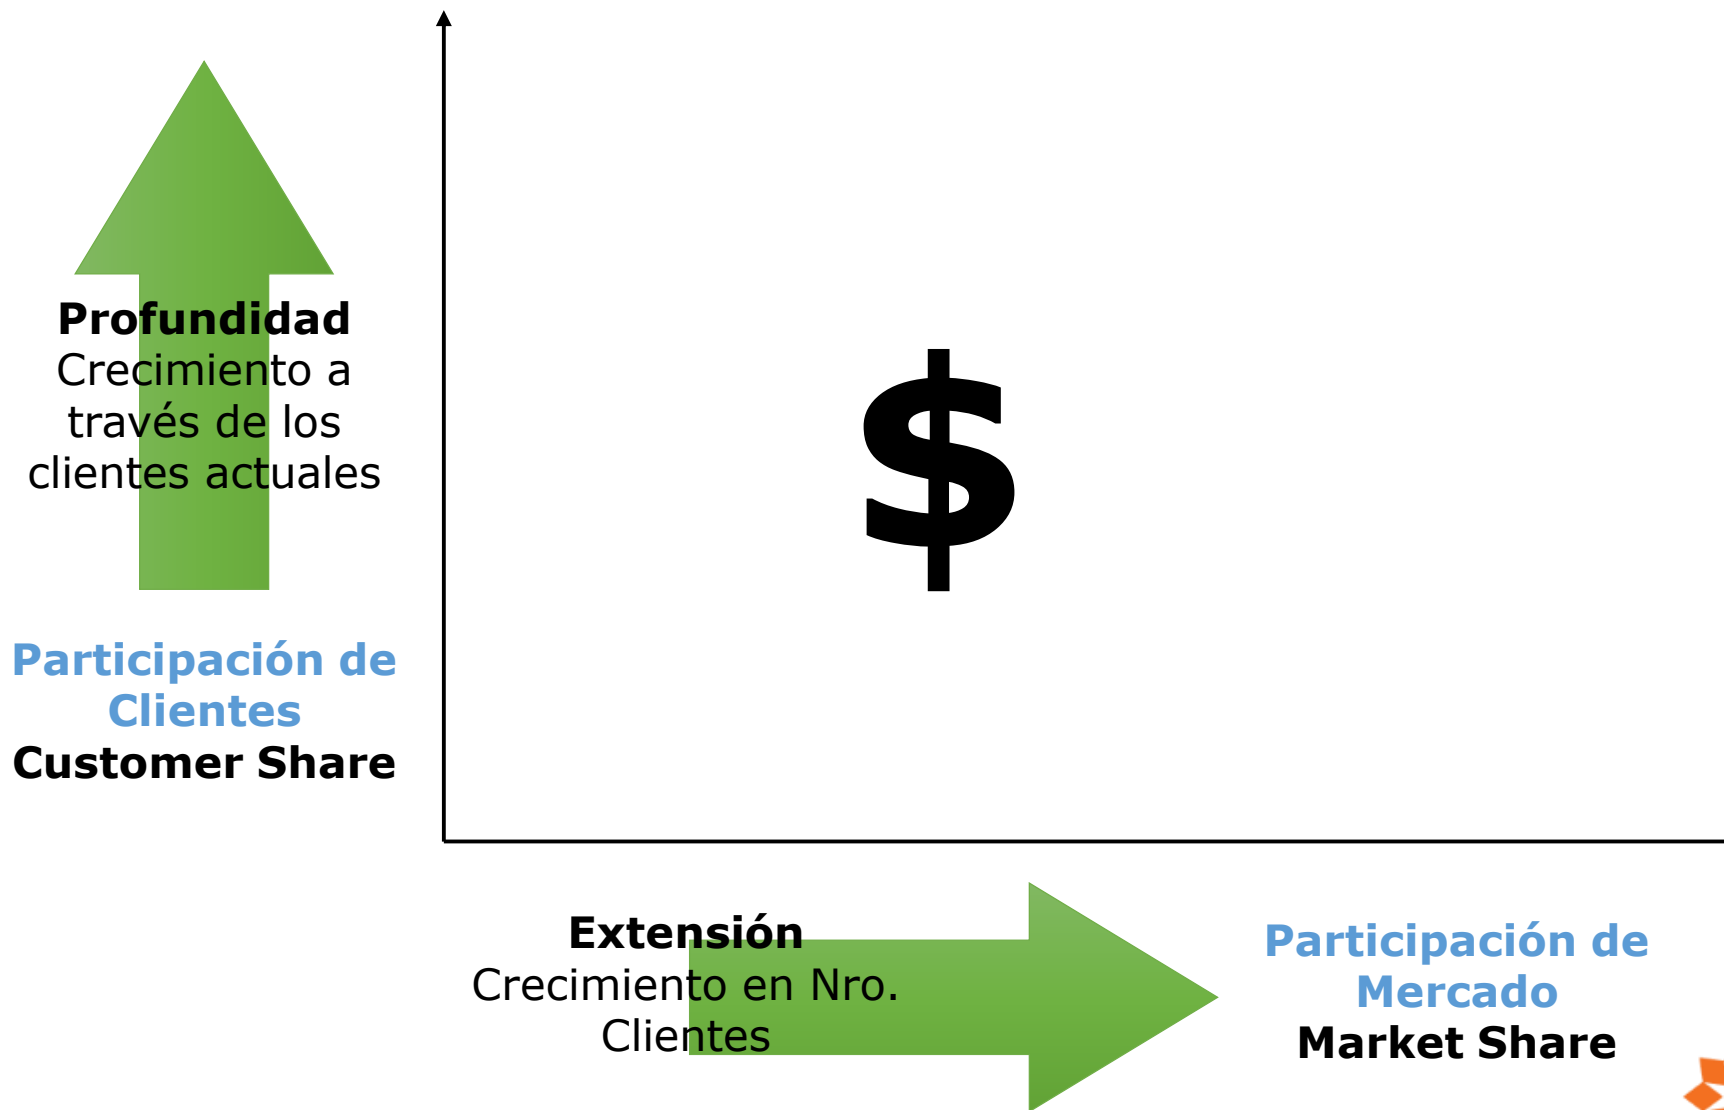 Profundidad
Crecimiento a
través de los
clientes actuales
Participación de
Clientes
Customer Share
$
Extensión
Crecimiento en Nro.
Clientes
Participación de
Mercado
Market Share